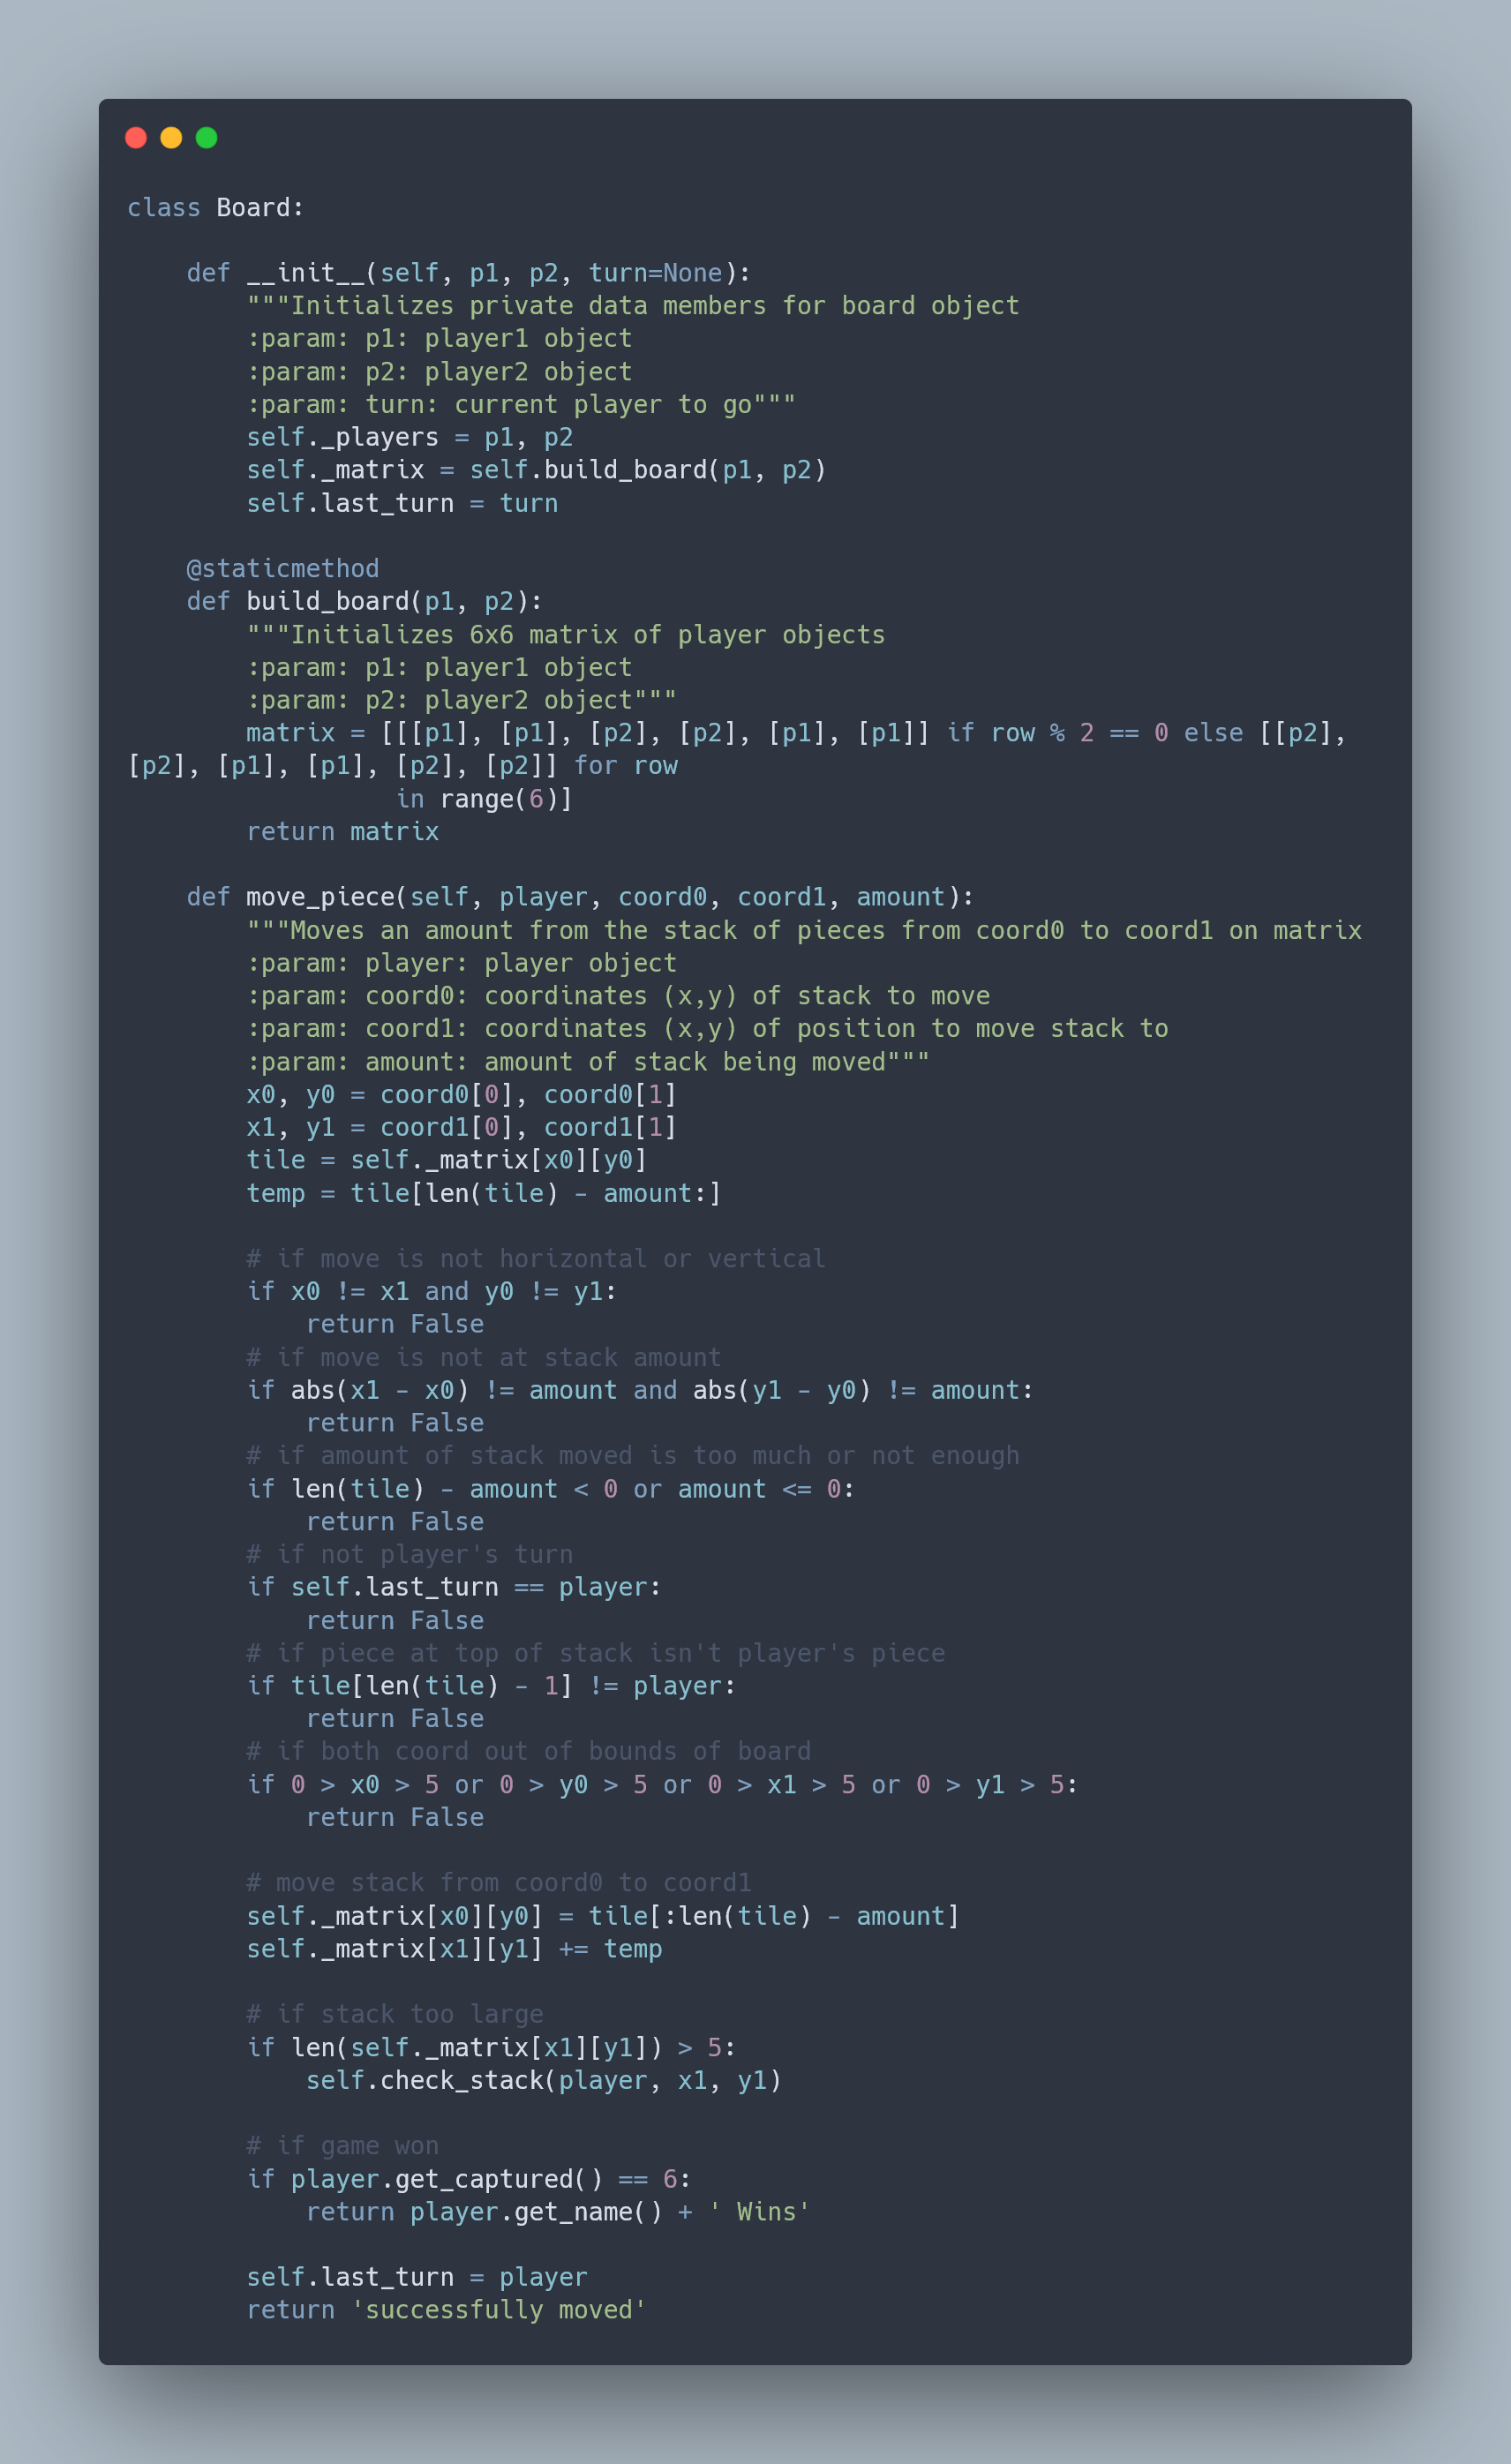 class Board:

    def __init__(self, p1, p2, turn=None):
        """Initializes private data members for board object
        :param: p1: player1 object
        :param: p2: player2 object
        :param: turn: current player to go"""
        self._players = p1, p2
        self._matrix = self.build_board(p1, p2)
        self.last_turn = turn

    @staticmethod
    def build_board(p1, p2):
        """Initializes 6x6 matrix of player objects
        :param: p1: player1 object
        :param: p2: player2 object"""
        matrix = [[[p1], [p1], [p2], [p2], [p1], [p1]] if row % 2 == 0 else [[p2],
[p2], [p1], [p1], [p2], [p2]] for row
                  in range(6)]
        return matrix

    def move_piece(self, player, coord0, coord1, amount):
        """Moves an amount from the stack of pieces from coord0 to coord1 on matrix
        :param: player: player object
        :param: coord0: coordinates (x,y) of stack to move
        :param: coord1: coordinates (x,y) of position to move stack to
        :param: amount: amount of stack being moved"""
        x0, y0 = coord0[0], coord0[1]
        x1, y1 = coord1[0], coord1[1]
        tile = self._matrix[x0][y0]
        temp = tile[len(tile) - amount:]

        # if move is not horizontal or vertical
        if x0 != x1 and y0 != y1:
            return False
        # if move is not at stack amount
        if abs(x1 - x0) != amount and abs(y1 - y0) != amount:
            return False
        # if amount of stack moved is too much or not enough
        if len(tile) - amount < 0 or amount <= 0:
            return False
        # if not player's turn
        if self.last_turn == player:
            return False
        # if piece at top of stack isn't player's piece
        if tile[len(tile) - 1] != player:
            return False
        # if both coord out of bounds of board
        if 0 > x0 > 5 or 0 > y0 > 5 or 0 > x1 > 5 or 0 > y1 > 5:
            return False

        # move stack from coord0 to coord1
        self._matrix[x0][y0] = tile[:len(tile) - amount]
        self._matrix[x1][y1] += temp

        # if stack too large
        if len(self._matrix[x1][y1]) > 5:
            self.check_stack(player, x1, y1)

        # if game won
        if player.get_captured() == 6:
            return player.get_name() + ' Wins'

        self.last_turn = player
        return 'successfully moved'